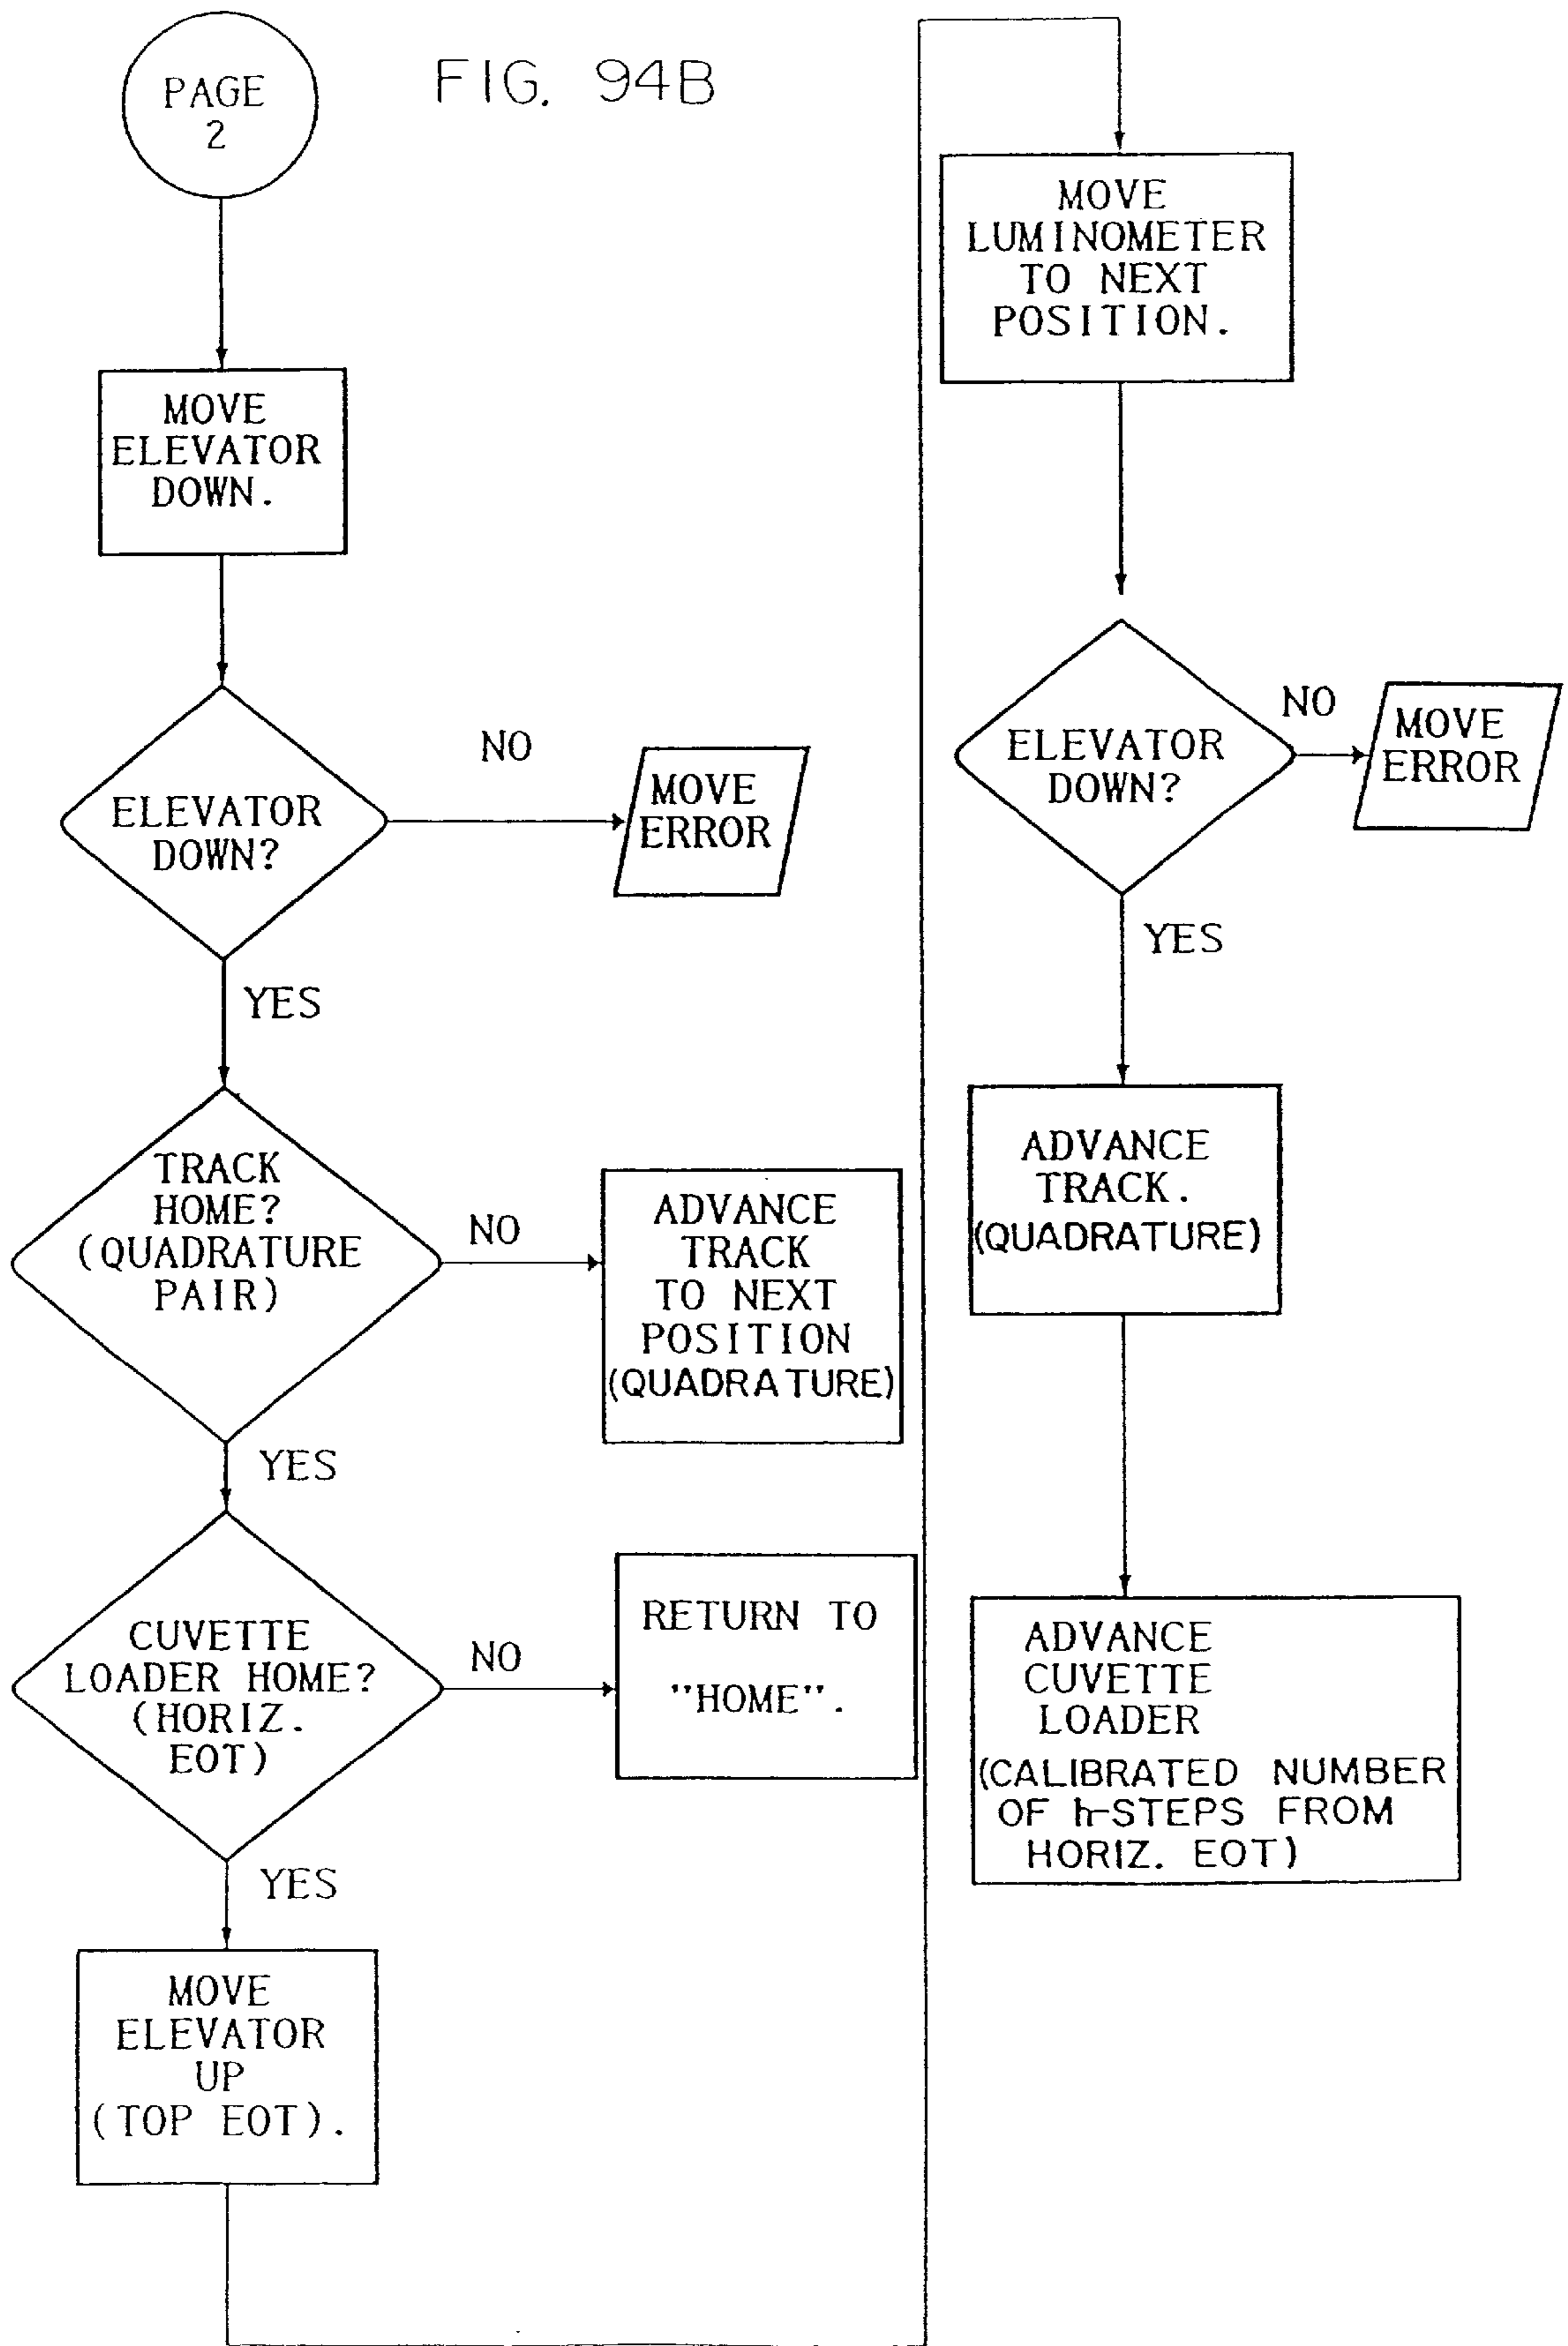 FIG. 94B
PAGE
2
MOVE
ELEVATOR
DOWN.
ELEVATOR
DOWN?
NO
MOVE
ERROR
YES
TRACK
HOME?
(QUADRATURE
PAIR)
NO
ADVANCE
TRACK
TO NEXT
POSITION
(QUADRATURE)
YES
CUVETTE
LOADER HOME?
(HORIZ.
EOT)
NO
RETURN TO
"HOME".
YES
MOVE
ELEVATOR
UP
(TOP EOT).
MOVE
LUMINOMETER
TO NEXT
POSITION.
ELEVATOR
DOWN?
NO
MOVE
ERROR
YES
ADVANCE
TRACK.
(QUADRATURE)
ADVANCE
CUVETTE
LOADER
(CALIBRATED NUMBER
OF h-STEPS FROM
HORIZ. EOT)